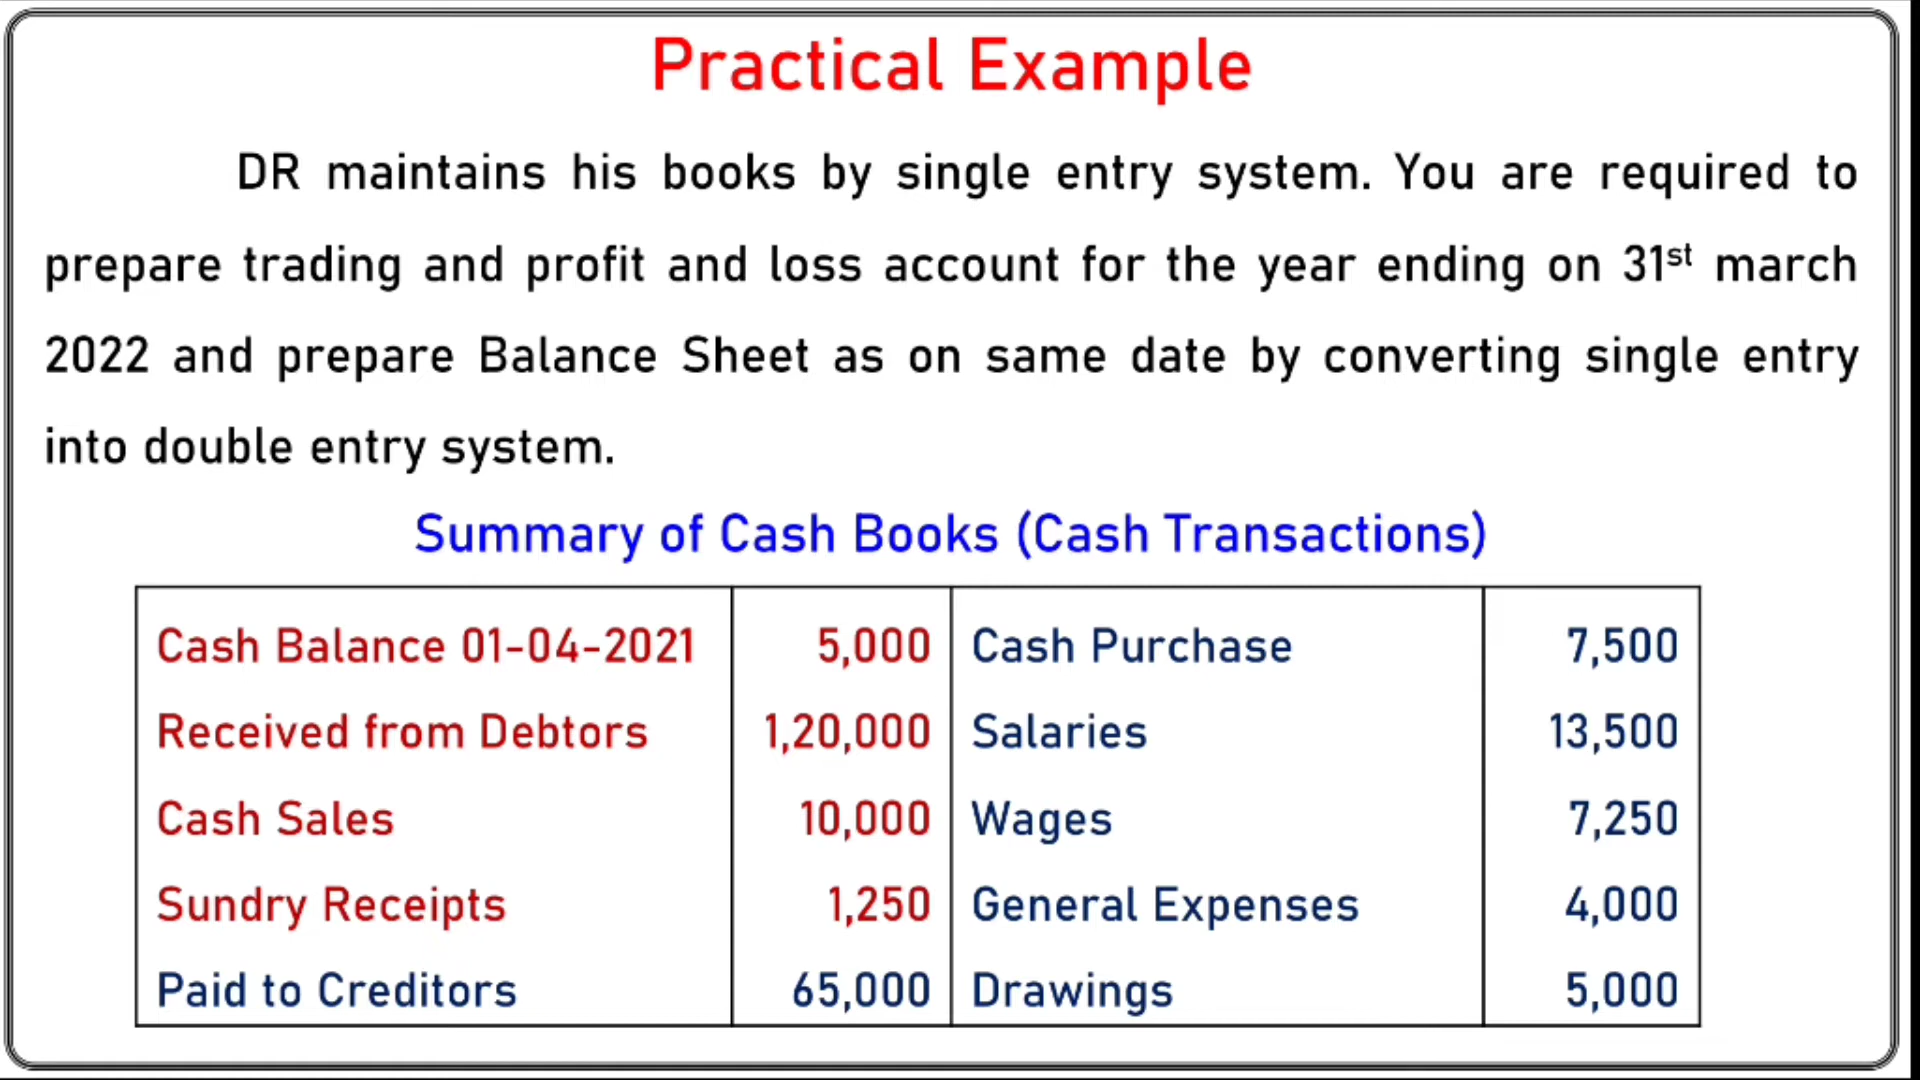 Practical Example
DR maintains his books by single entry system. You are required to
prepare trading and profit and loss account for the year ending on 31st march
2022 and prepare Balance Sheet as on same date by converting single entry
into double entry system.
Summary of Cash Books (Cash Transactions)
Cash Balance 01-04-2021 5,000 Cash Purchase 7,500
Received from Debtors 1,20,000 Salaries 13,500
Cash Sales 10,000 Wages 7,250
Sundry Receipts 1,250 General Expenses 4,000
Paid to Creditors 65,000 Drawings 5,000